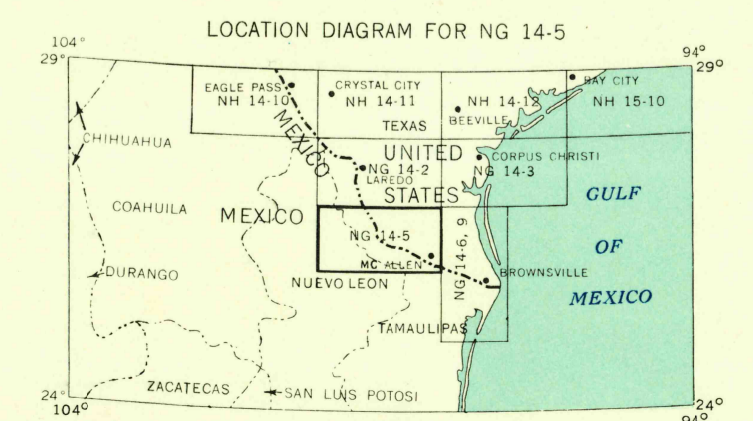 LOCATION DIAGRAM FOR NG 14-5
104°
94°
29°
29°
EAGLE PASS
NH 14-10
CRYSTAL CITY
NH 14-11
NH 14-12
BEEVILLE
BAY CITY
NH 15-10
TEXAS
MEXICO
CHIHUAHUA
UNITED
STATES
CORPUS CHRISTI
NG 14-3
NG 14-2
LAREDO
COAHUILA
MEXICO
GULF
OF
MEXICO
NG 14-5
MC ALLEN
NG 14-6, 9
BROWNSVILLE
DURANGO
NUEVO LEON
TAMAULIPAS
ZACATECAS
SAN LUIS POTOSI
24°
24°
104°
94°